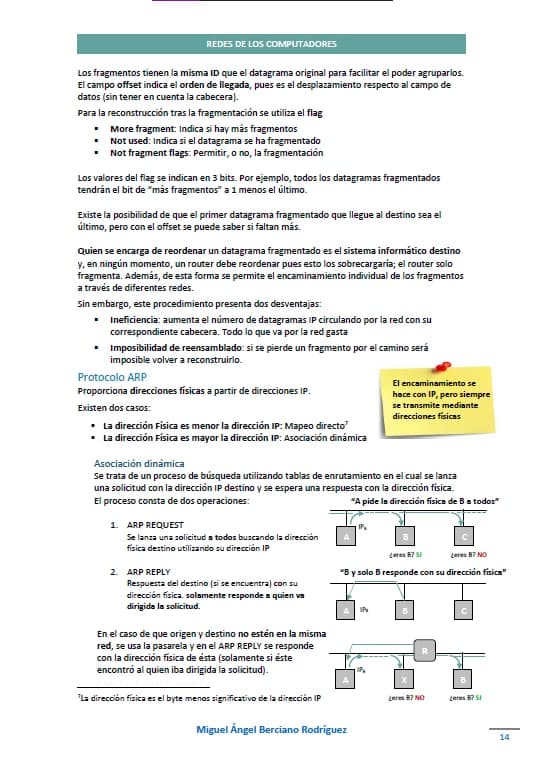 REDES DE LOS COMPUTADORES
Los fragmentos tienen la misma ID que el datagrama original para facilitar el poder agruparlos.
El campo offset indica el orden de llegada, pues es el desplazamiento respecto al campo de
datos (sin tener en cuenta la cabecera).
Para la reconstrucción tras la fragmentación se utiliza el flag
▪ More fragment: Indica si hay más fragmentos
▪ Not used: Indica si el datagrama se ha fragmentado
▪ Not fragment flags: Permitir, o no, la fragmentación
Los valores del flag se indican en 3 bits. Por ejemplo, todos los datagramas fragmentados
tendrán el bit de "más fragmentos" a 1 menos el último.
Existe la posibilidad de que el primer datagrama fragmentado que llegue al destino sea el
último, pero con el offset se puede saber si faltan más.
Quien se encarga de reordenar un datagrama fragmentado es el sistema informático destino
y, en ningún momento, un router debe reordenar pues esto los sobrecargaría; el router solo
fragmenta. Además, de esta forma se permite el encaminamiento individual de los fragmentos
a través de diferentes redes.
Sin embargo, este procedimiento presenta dos desventajas:
▪ Ineficiencia: aumenta el número de datagramas IP circulando por la red con su
correspondiente cabecera. Todo lo que va por la red gasta
▪ Imposibilidad de reensamblado: si se pierde un fragmento por el camino será
imposible volver a reconstruirlo.
Protocolo ARP
Proporciona direcciones físicas a partir de direcciones IP.
Existen dos casos:
▪ La dirección Física es menor la dirección IP: Mapeo directo⁷
▪ La dirección Física es mayor la dirección IP: Asociación dinámica
El encaminamiento se
hace con IP, pero siempre
se transmite mediante
direcciones físicas
Asociación dinámica
Se trata de un proceso de búsqueda utilizando tablas de enrutamiento en el cual se lanza
una solicitud con la dirección IP destino y se espera una respuesta con la dirección física.
El proceso consta de dos operaciones:
1. ARP REQUEST
Se lanza una solicitud a todos buscando la dirección
física destino utilizando su dirección IP
2. ARP REPLY
Respuesta del destino (si se encuentra) con su
dirección física. solamente responde a quien va
dirigida la solicitud.
En el caso de que origen y destino no estén en la misma
red, se usa la pasarela y en el ARP REPLY se responde
con la dirección física de ésta (solamente si éste
encontró al quien iba dirigida la solicitud).
"A pide la dirección física de B a todos"
IPB
A B C
¿eres B? SI ¿eres B? NO
"B y solo B responde con su dirección física"
A IPB B C
R
IPB
A X B
¿eres B? NO ¿eres B? SI
⁷La dirección física es el byte menos significativo de la dirección IP
Miguel Ángel Berciano Rodríguez
14